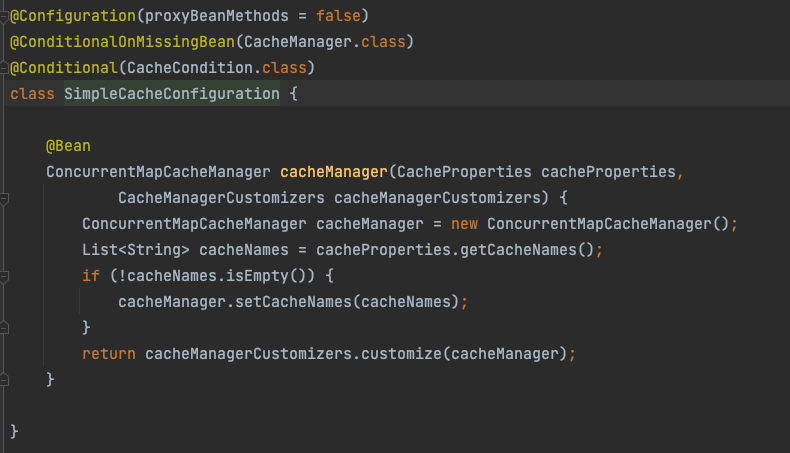 @Configuration(proxyBeanMethods = false)
@ConditionalOnMissingBean(CacheManager.class)
@Conditional(CacheCondition.class)
class SimpleCacheConfiguration {
@Bean
ConcurrentMapCacheManager cacheManager(CacheProperties cacheProperties,
CacheManagerCustomizers cacheManagerCustomizers) {
ConcurrentMapCacheManager cacheManager = new ConcurrentMapCacheManager();
List<String> cacheNames = cacheProperties.getCacheNames();
if (!cacheNames.isEmpty()) {
cacheManager.setCacheNames(cacheNames);
}
return cacheManagerCustomizers.customize(cacheManager);
}
}